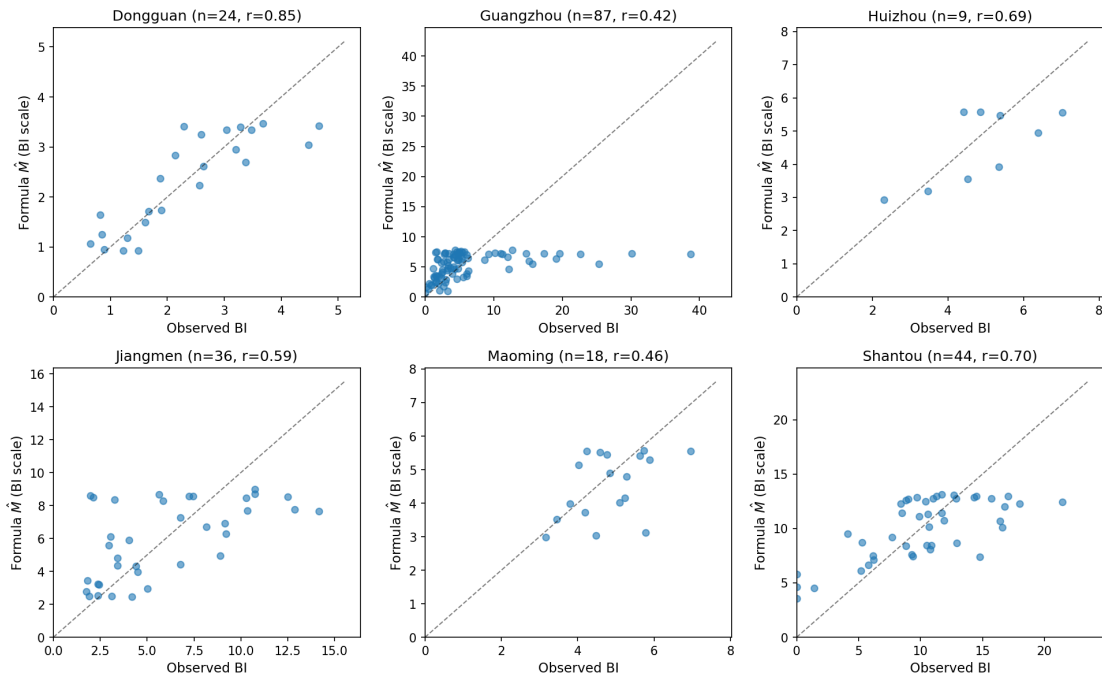 Dongguan (n=24, r=0.85)
Guangzhou (n=87, r=0.42)
Huizhou (n=9, r=0.69)
5
4
3
2
1
0
Formula M̂ (BI scale)
0 1 2 3 4 5
Observed BI
40
35
30
25
20
15
10
5
0
Formula M̂ (BI scale)
0 10 20 30 40
Observed BI
8
7
6
5
4
3
2
1
0
Formula M̂ (BI scale)
0 2 4 6 8
Observed BI
Jiangmen (n=36, r=0.59)
Maoming (n=18, r=0.46)
Shantou (n=44, r=0.70)
16
14
12
10
8
6
4
2
0
Formula M̂ (BI scale)
0.0 2.5 5.0 7.5 10.0 12.5 15.0
Observed BI
8
7
6
5
4
3
2
1
0
Formula M̂ (BI scale)
0 2 4 6 8
Observed BI
20
15
10
5
0
Formula M̂ (BI scale)
0 5 10 15 20
Observed BI